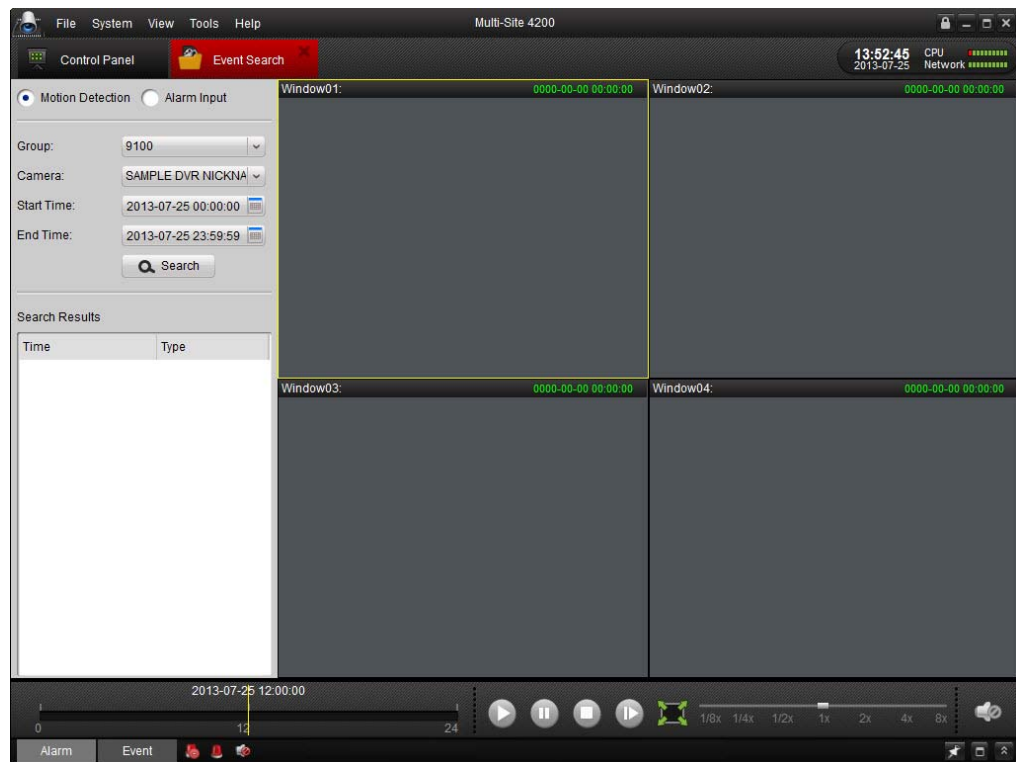 File System View Tools Help Multi-Site 4200
Control Panel Event Search 13:52:45 CPU
2013-07-25 Network
Motion Detection Alarm Input
Window01: 0000-00-00 00:00:00 Window02: 0000-00-00 00:00:00
Group: 9100
Camera: SAMPLE DVR NICKNA
Start Time: 2013-07-25 00:00:00
End Time: 2013-07-25 23:59:59
Search
Search Results
Time Type
Window03: 0000-00-00 00:00:00 Window04: 0000-00-00 00:00:00
2013-07-25 12:00:00
0 12 24
1/8x 1/4x 1/2x 1x 2x 4x 8x
Alarm Event